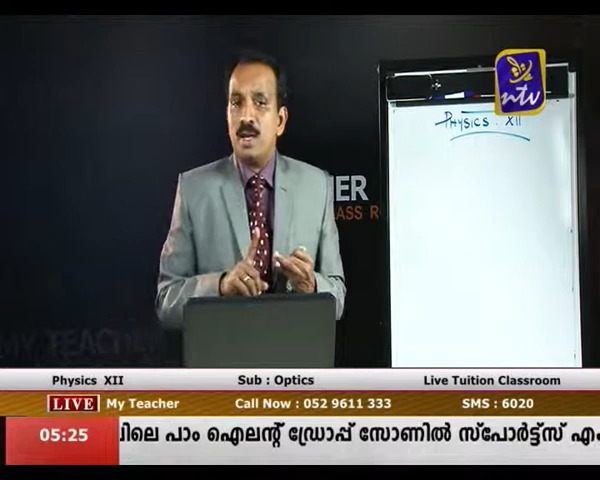 ntv
PHYSICS : XII
HER
ASS R
MY TEACHE
Physics XII Sub : Optics Live Tuition Classroom
LIVE My Teacher Call Now : 052 9611 333 SMS : 6020
05:25 പാം ഐലന്റ് ഡ്രോപ്പ് സോണിൽ സ്പോർട്ട്സ്